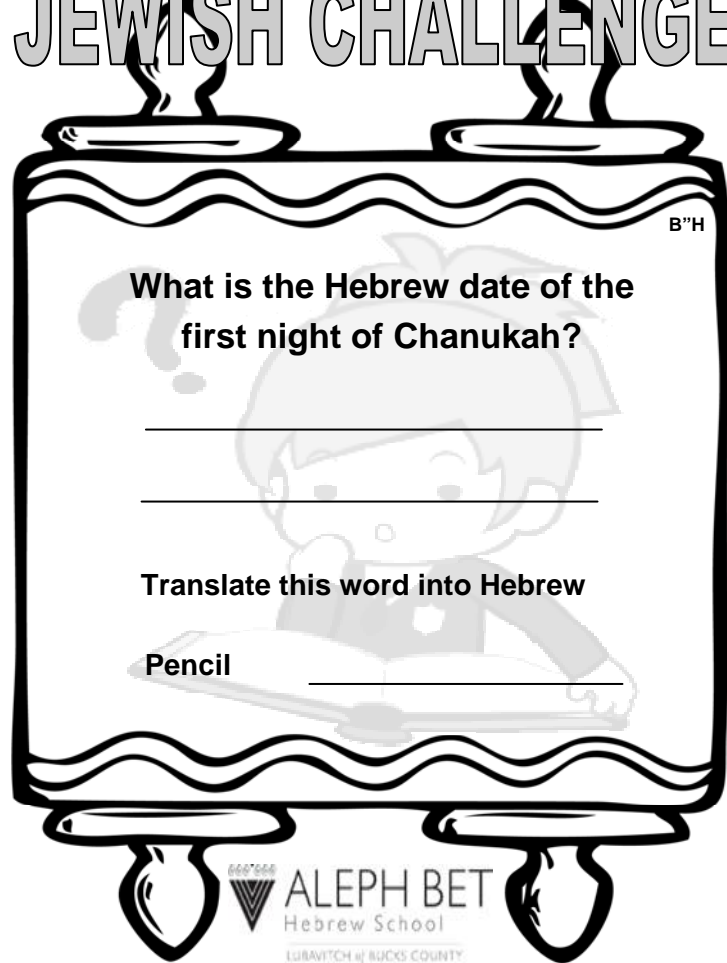 JEWISH CHALLENGE
B”H
What is the Hebrew date of the
first night of Chanukah?
Translate this word into Hebrew
Pencil
ALEPH BET
Hebrew School
LUBAVITCH of BUCKS COUNTY